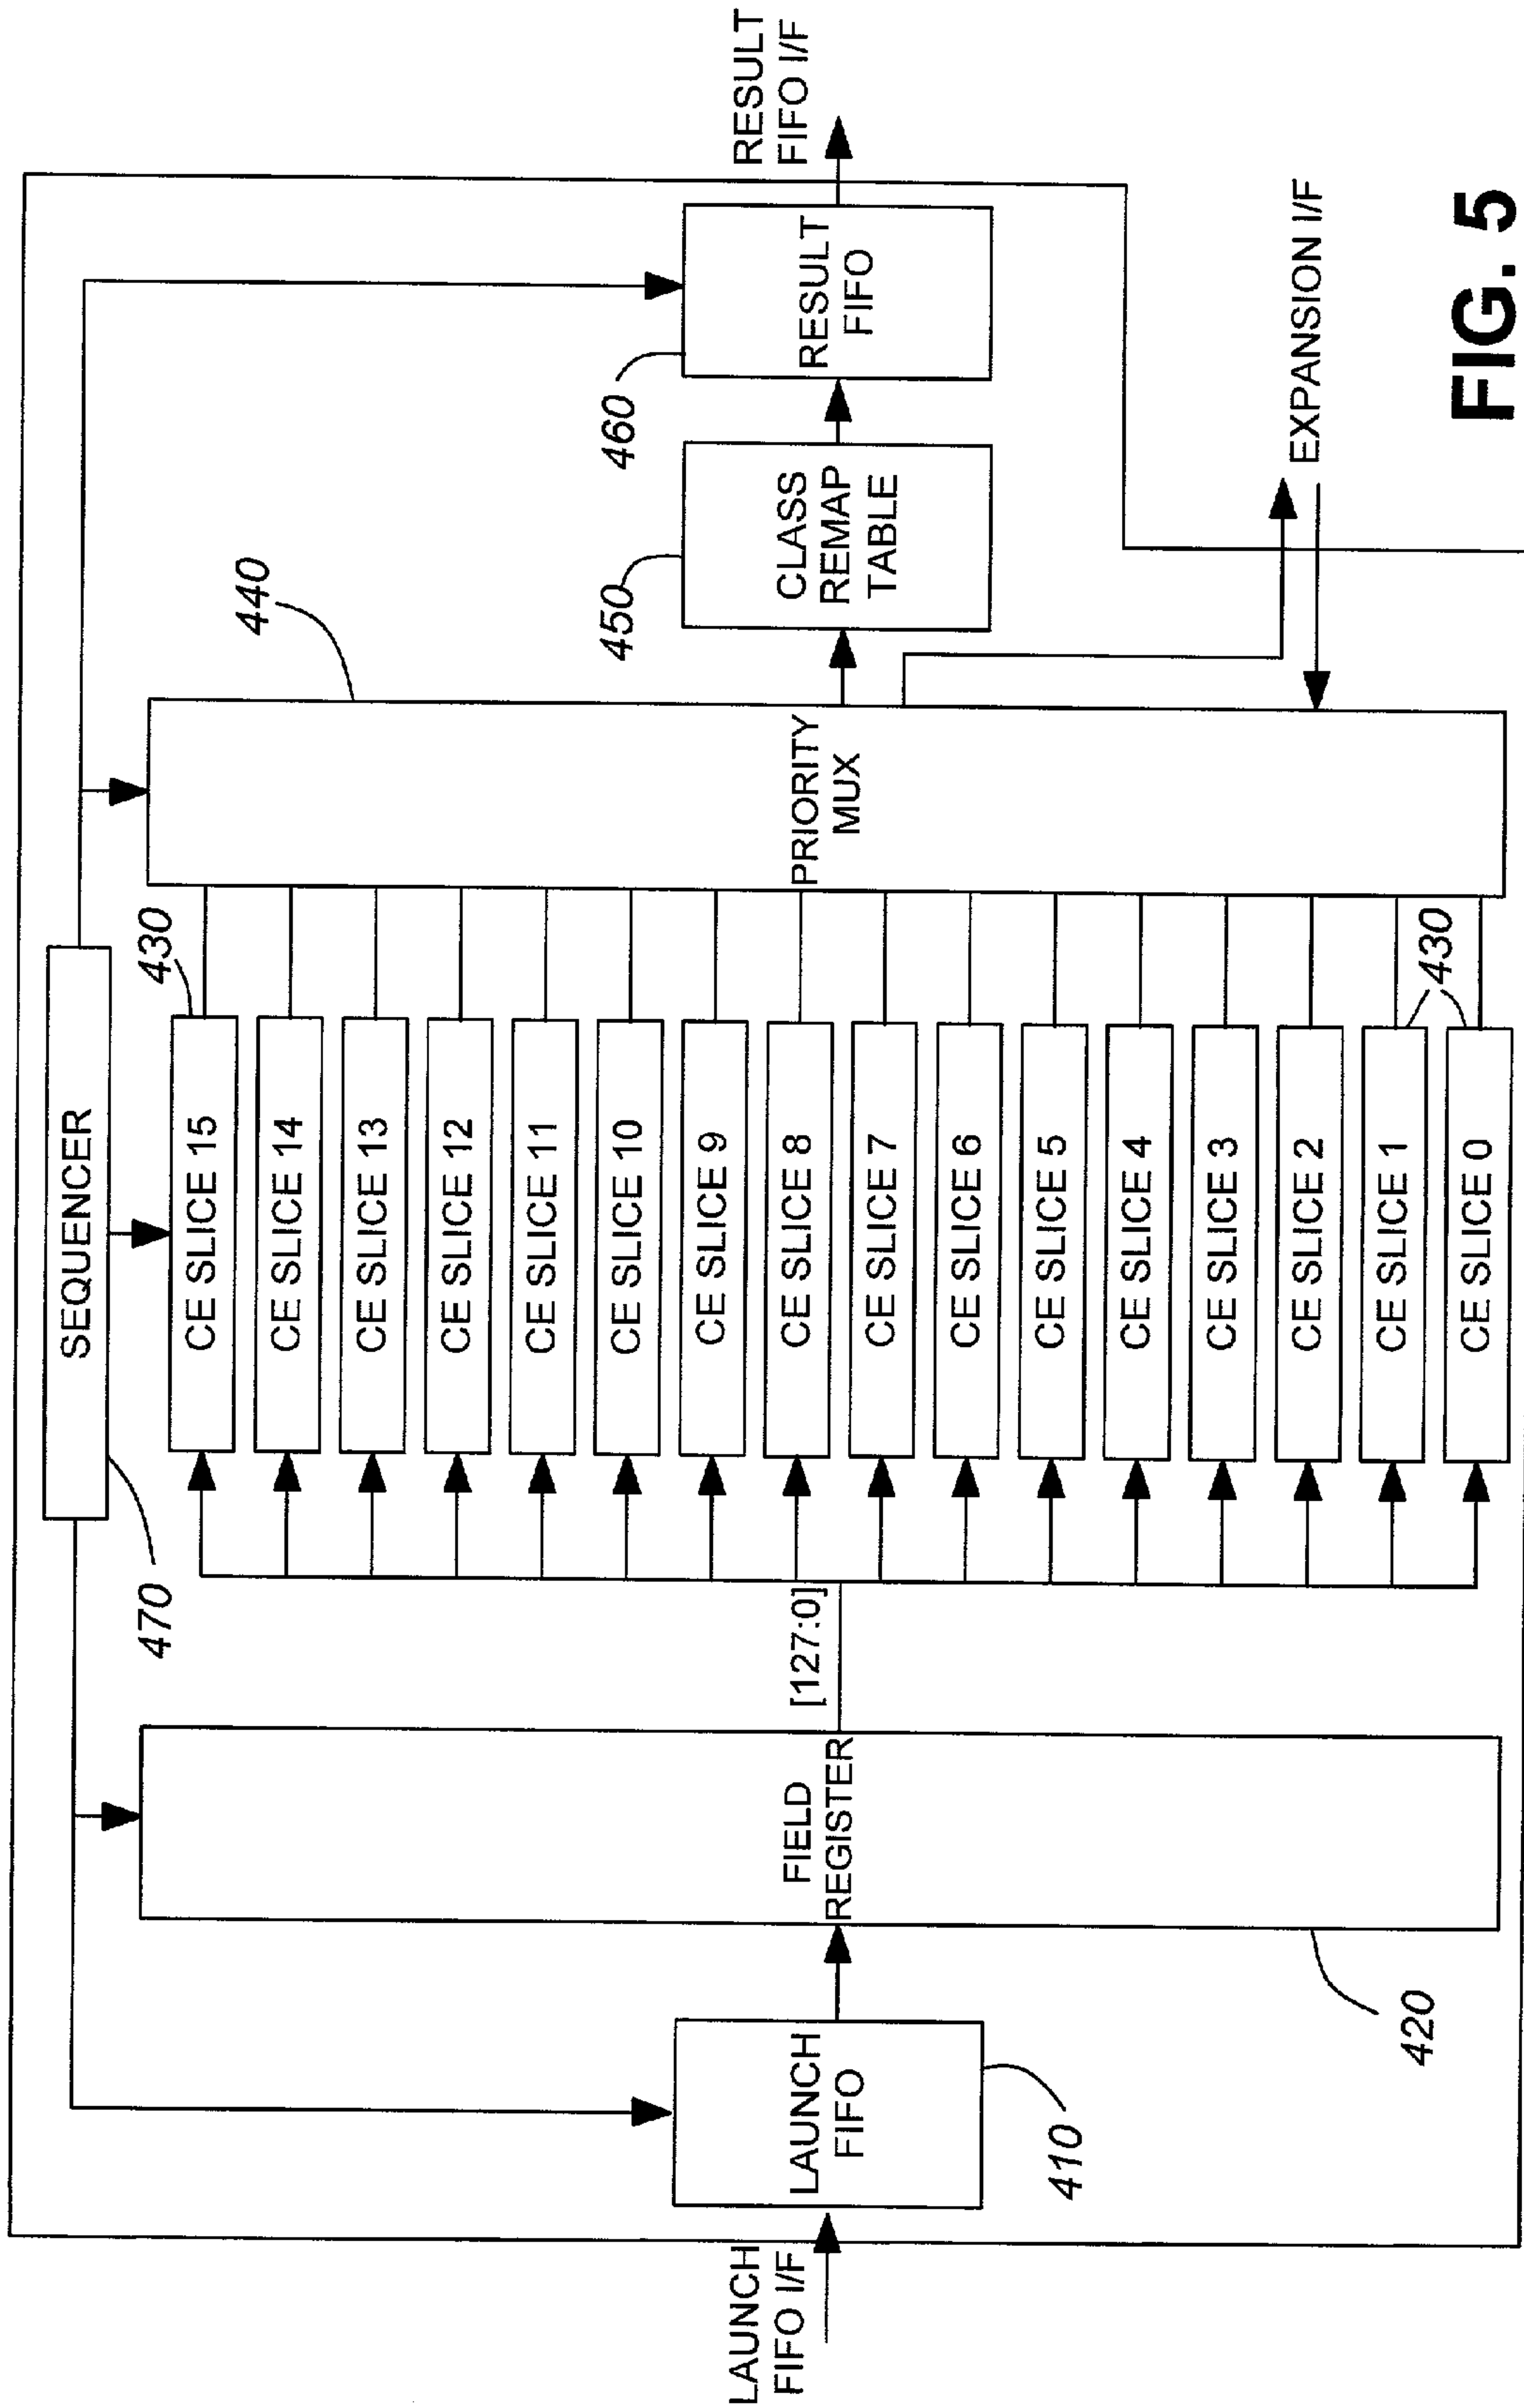 SEQUENCER
470
LAUNCH
FIFO I/F
LAUNCH
FIFO
410
FIELD
REGISTER
420
[127:0]
CE SLICE 15
CE SLICE 14
CE SLICE 13
CE SLICE 12
CE SLICE 11
CE SLICE 10
CE SLICE 9
CE SLICE 8
CE SLICE 7
CE SLICE 6
CE SLICE 5
CE SLICE 4
CE SLICE 3
CE SLICE 2
CE SLICE 1
CE SLICE 0
430
430
PRIORITY
MUX
440
CLASS
REMAP
TABLE
450
RESULT
FIFO
460
RESULT
FIFO I/F
EXPANSION I/F
FIG. 5